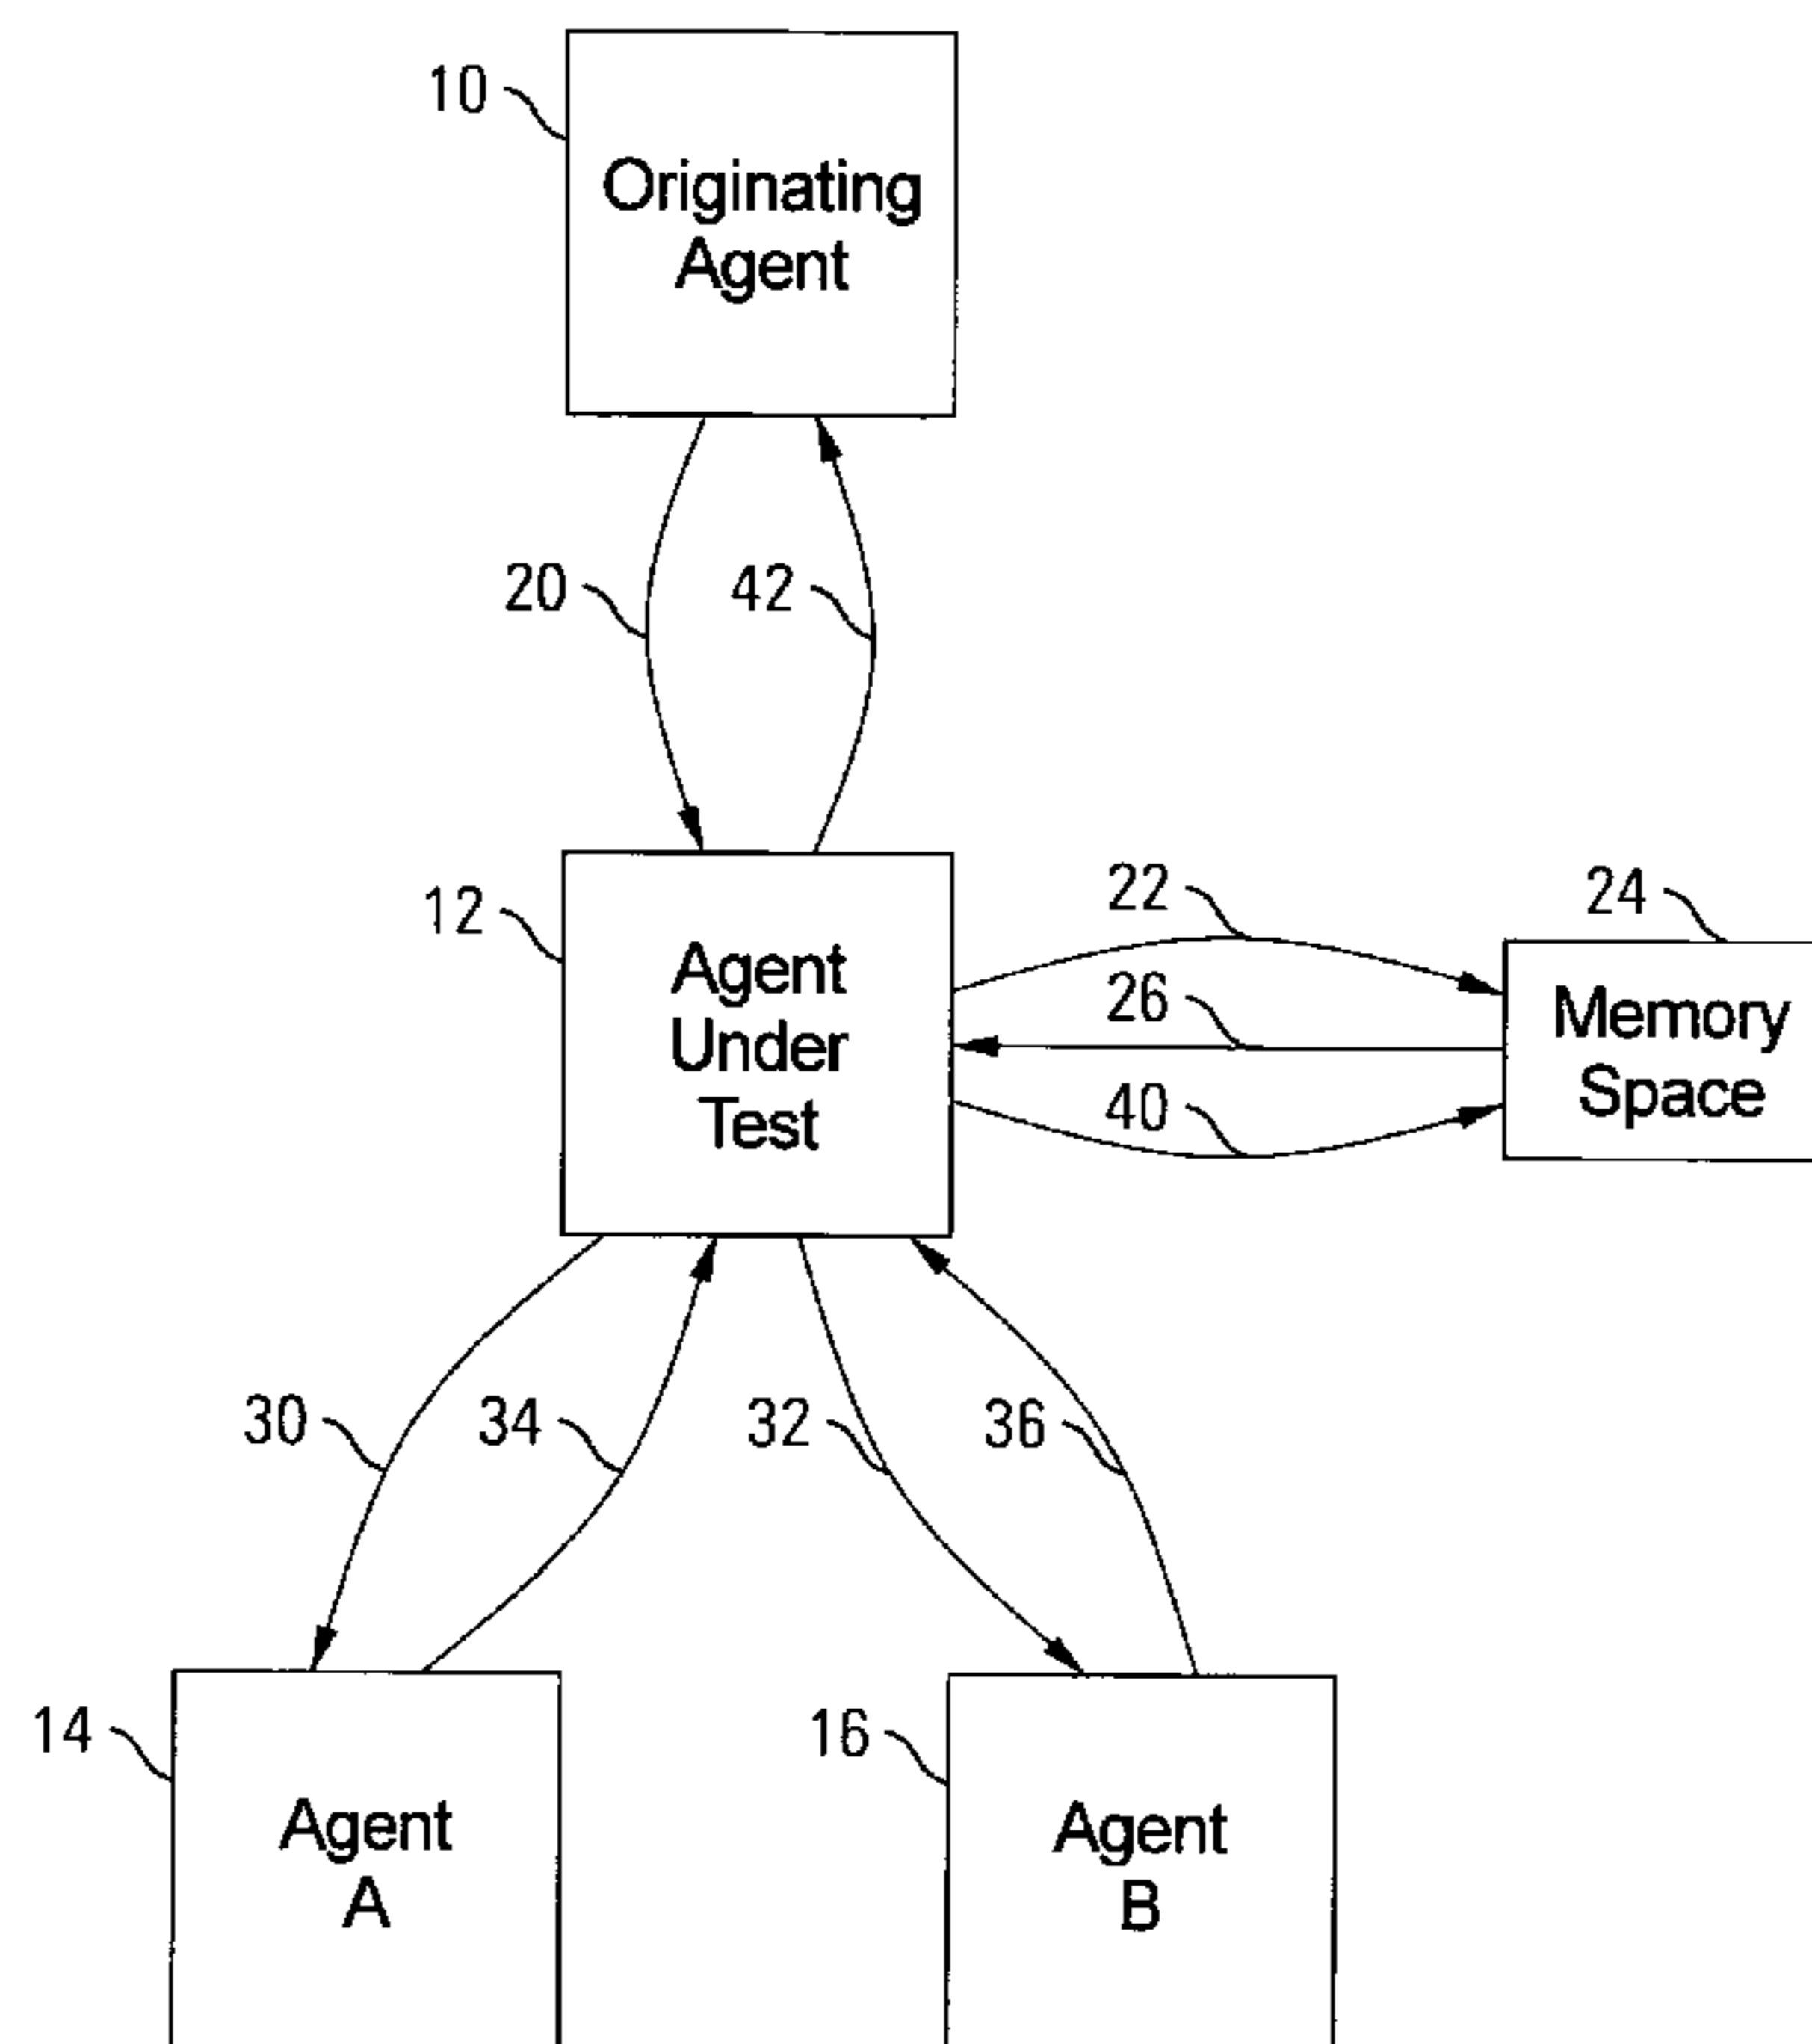 10
Originating
Agent
20
42
12
Agent
Under
Test
22
26
40
24
Memory
Space
30
34
32
36
14
Agent
A
16
Agent
B